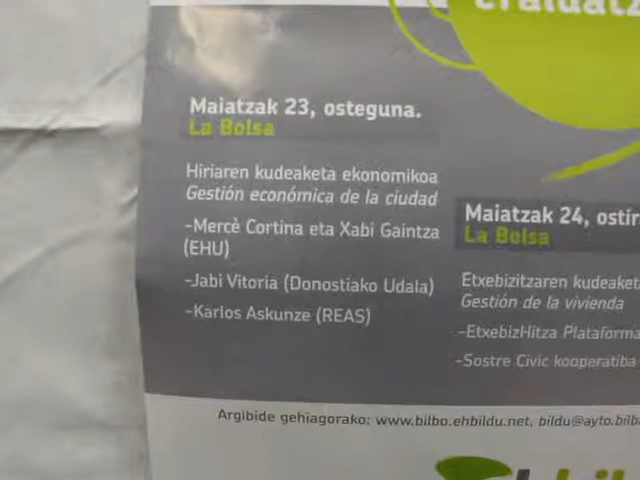 Maiatzak 23, osteguna.
La Bolsa
Hiriaren kudeaketa ekonomikoa
Gestión económica de la ciudad
-Mercè Cortina eta Xabi Gaintza
(EHU)
-Jabi Vitoria (Donostiako Udala)
-Karlos Askunze (REAS)
Maiatzak 24,
La Bolsa
Etxebizitzaren
Gestión de la vivienda
-EtxebizHitza Plataforma
-Sostre Civic kooperatiba
Argibide gehiagorako: www.bilbo.ehbildu.net,